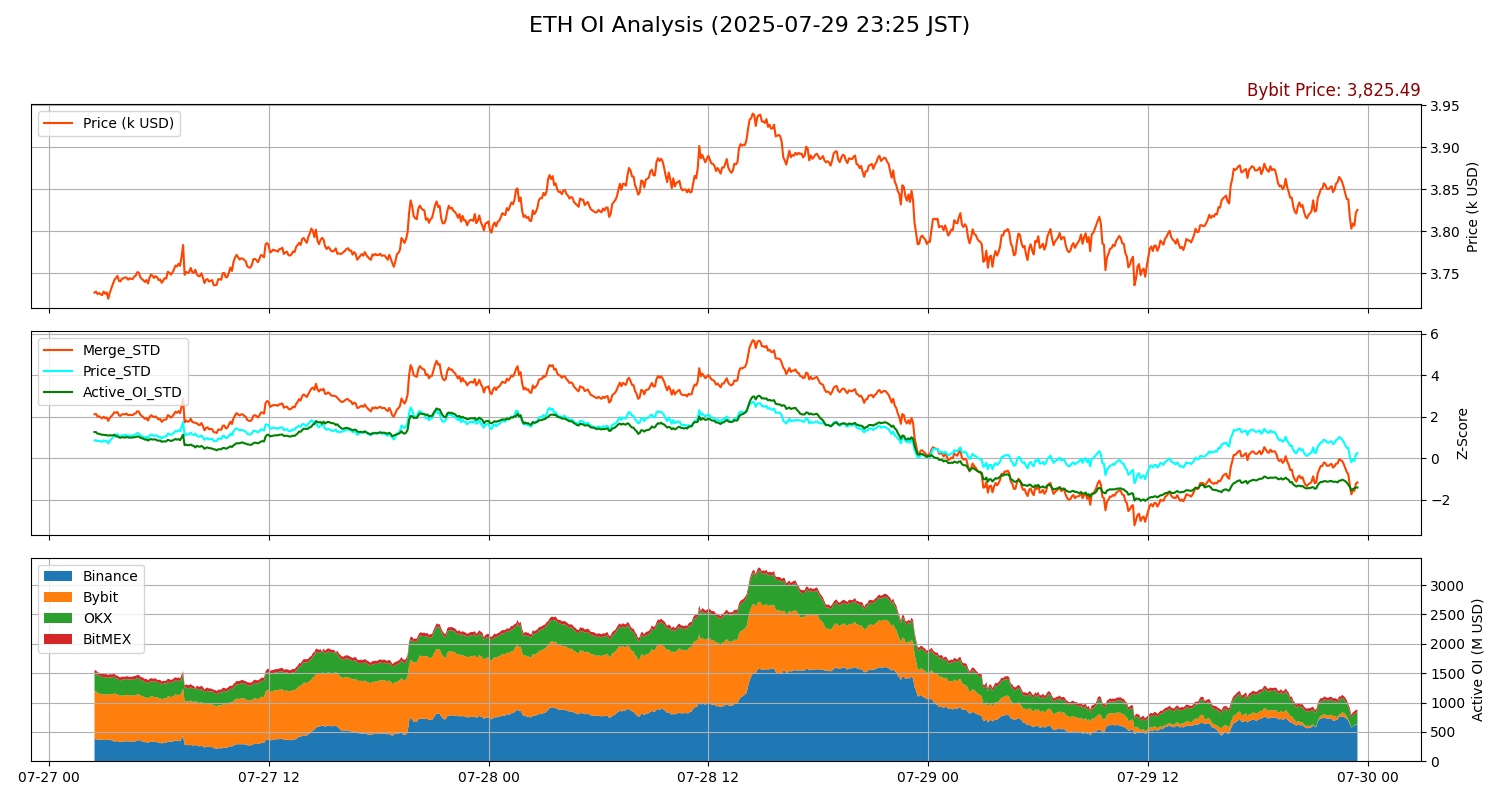 ETH OI Analysis (2025-07-29 23:25 JST)
Bybit Price: 3,825.49
Price (k USD)
3.95
3.90
3.85
3.80
3.75
Price (k USD)
Merge_STD
Price_STD
Active_OI_STD
6
4
2
0
−2
Z-Score
Binance
Bybit
OKX
BitMEX
3000
2500
2000
1500
1000
500
0
Active OI (M USD)
07-27 00
07-27 12
07-28 00
07-28 12
07-29 00
07-29 12
07-30 00